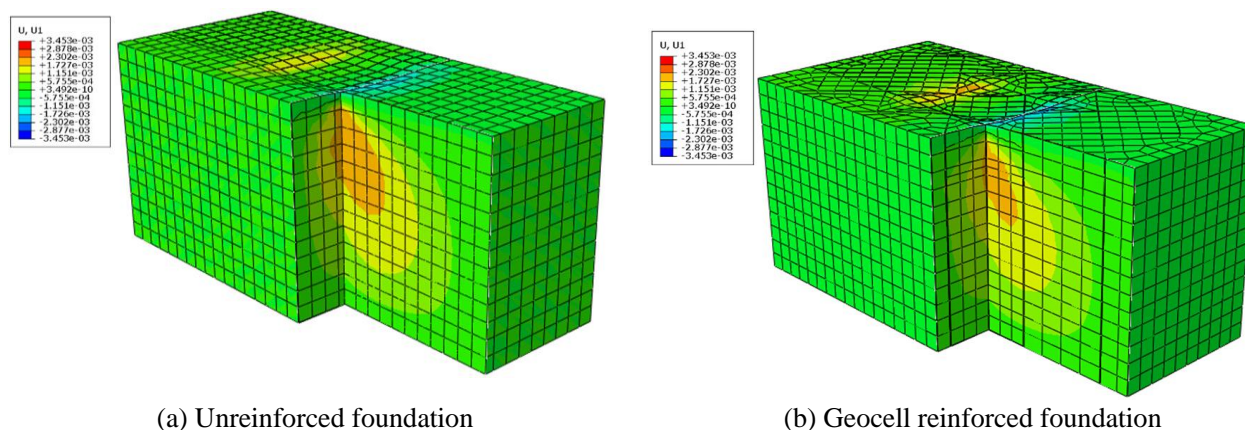 U, U1
+3.453e-03
+2.878e-03
+2.302e-03
+1.727e-03
+1.151e-03
+5.755e-04
+3.492e-10
-5.755e-04
-1.151e-03
-1.726e-03
-2.302e-03
-2.877e-03
-3.453e-03
U, U1
+3.453e-03
+2.878e-03
+2.302e-03
+1.727e-03
+1.151e-03
+5.755e-04
+3.492e-10
-5.755e-04
-1.151e-03
-1.726e-03
-2.302e-03
-2.877e-03
-3.453e-03
(a) Unreinforced foundation
(b) Geocell reinforced foundation